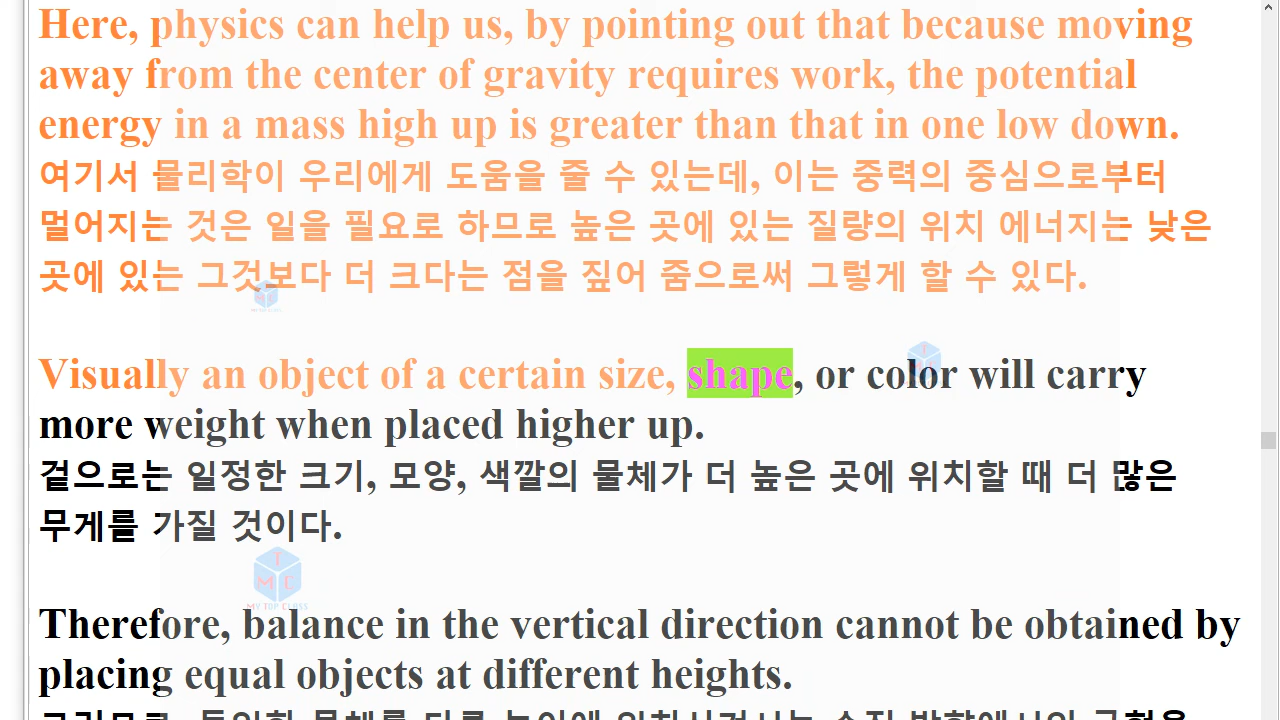 Here, physics can help us, by pointing out that because moving
away from the center of gravity requires work, the potential
energy in a mass high up is greater than that in one low down.
여기서 물리학이 우리에게 도움을 줄 수 있는데, 이는 중력의 중심으로부터
멀어지는 것은 일을 필요로 하므로 높은 곳에 있는 질량의 위치 에너지는 낮은
곳에 있는 그것보다 더 크다는 점을 짚어 줌으로써 그렇게 할 수 있다.
Visually an object of a certain size, shape, or color will carry
more weight when placed higher up.
겉으로는 일정한 크기, 모양, 색깔의 물체가 더 높은 곳에 위치할 때 더 많은
무게를 가질 것이다.
T
M C
MY TOP CLASS
Therefore, balance in the vertical direction cannot be obtained by
placing equal objects at different heights.